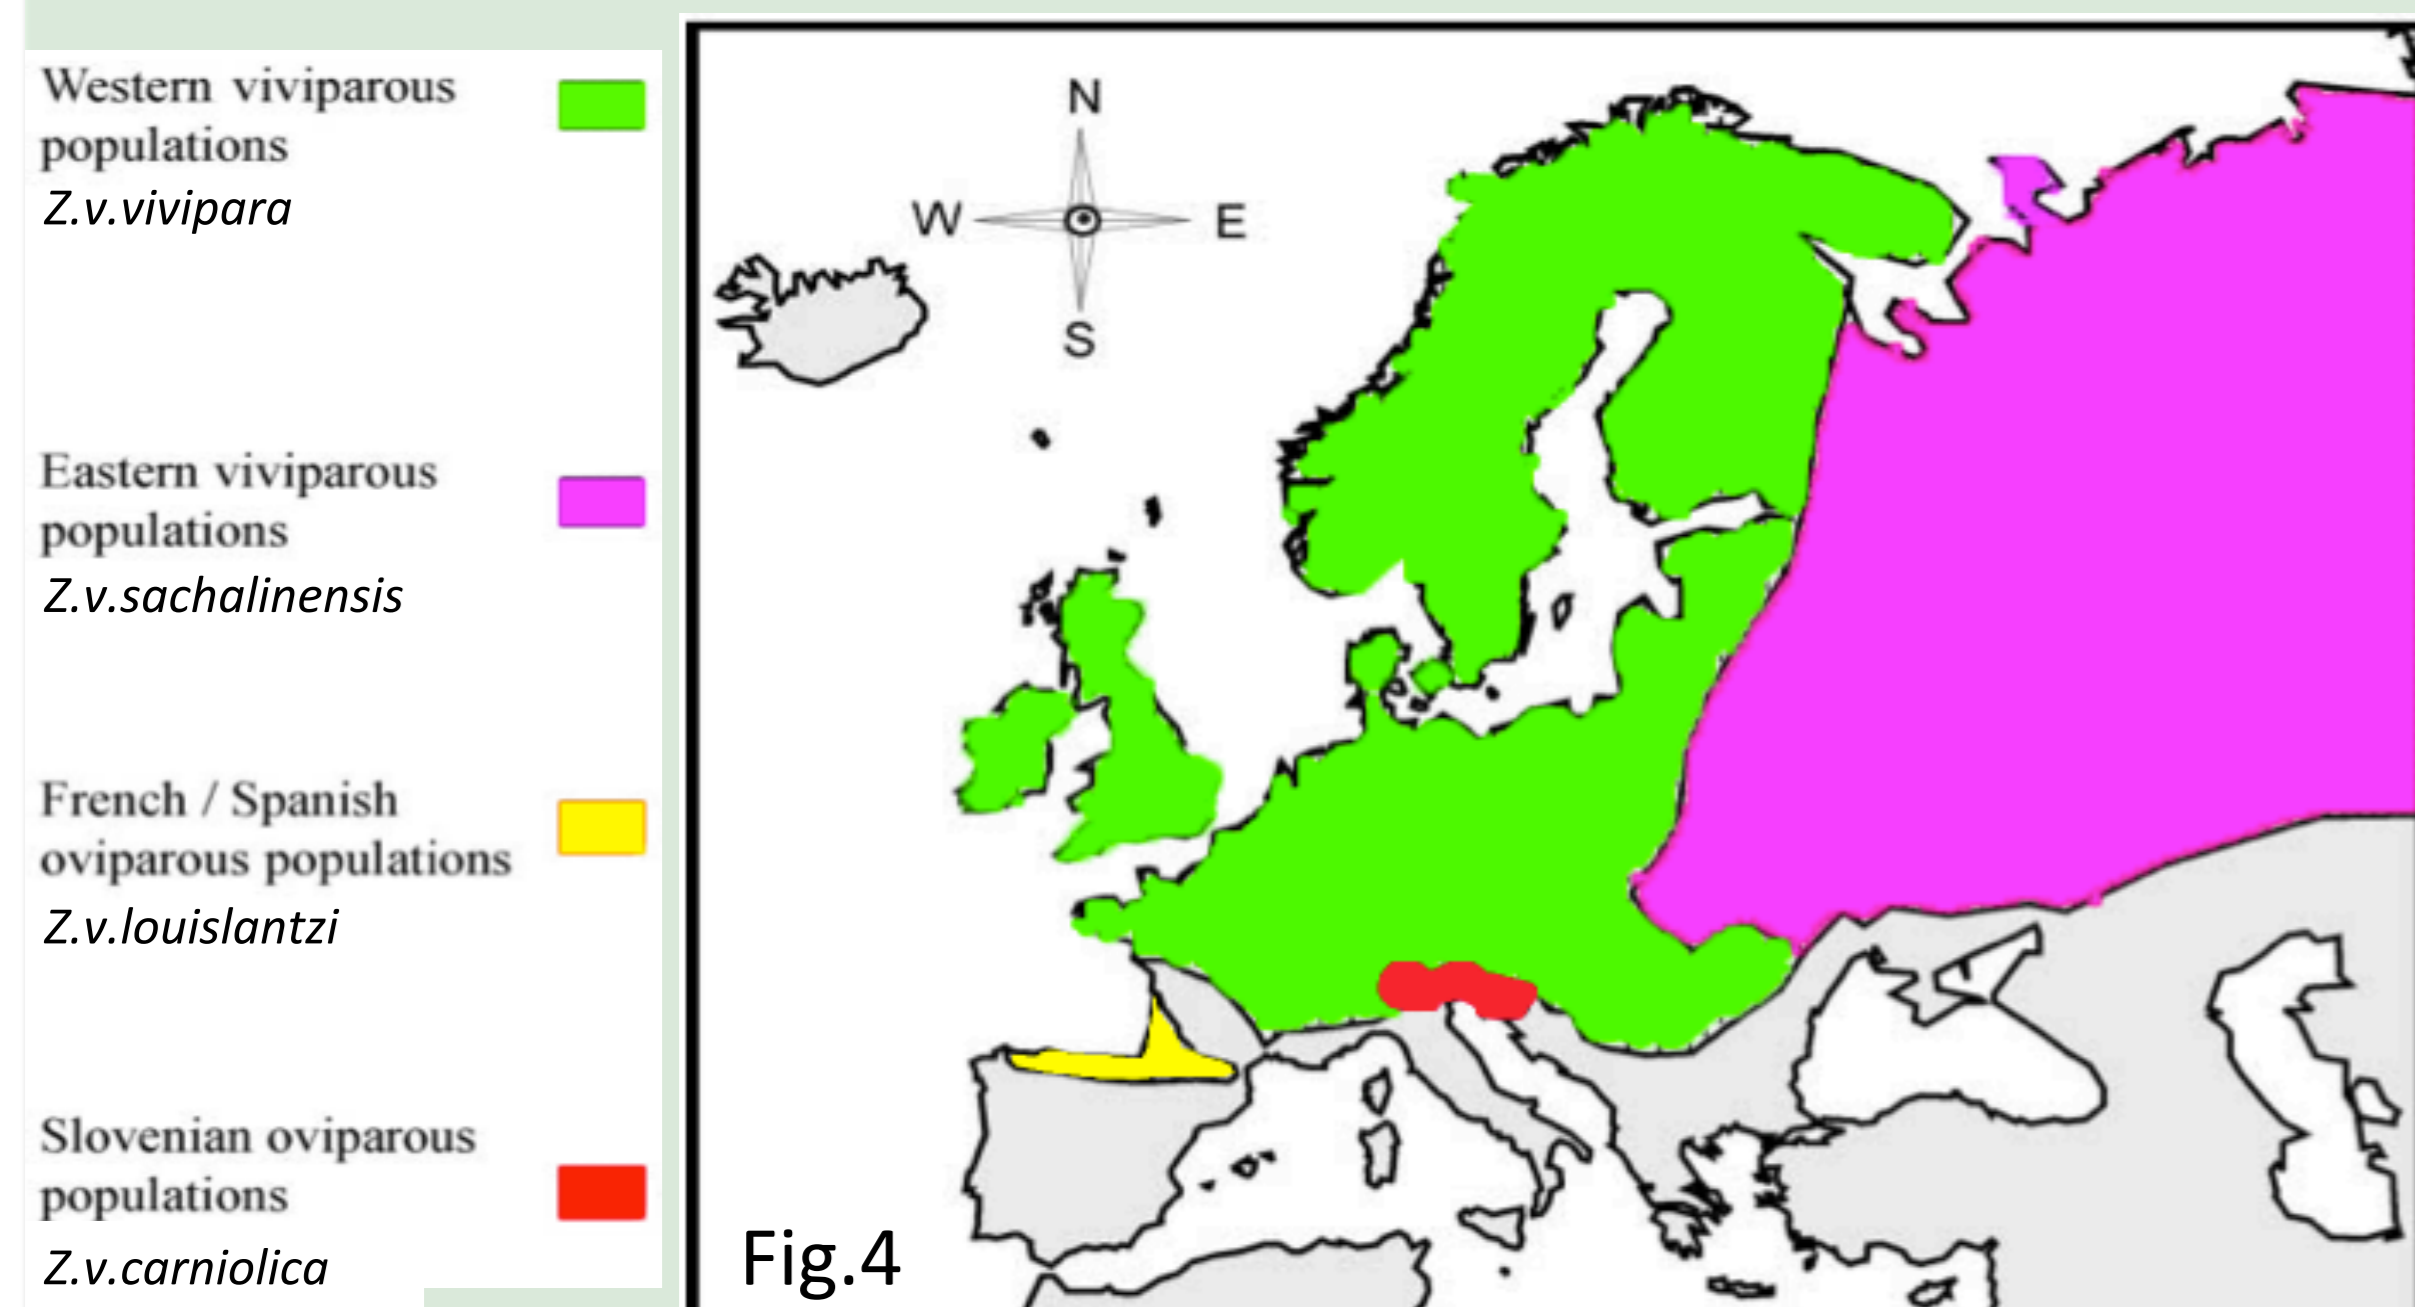 Western viviparous
populations
Z.v.vivipara
Eastern viviparous
populations
Z.v.sachalinensis
French / Spanish
oviparous populations
Z.v.louislantzi
Slovenian oviparous
populations
Z.v.carniolica
N
W E
S
Fig.4